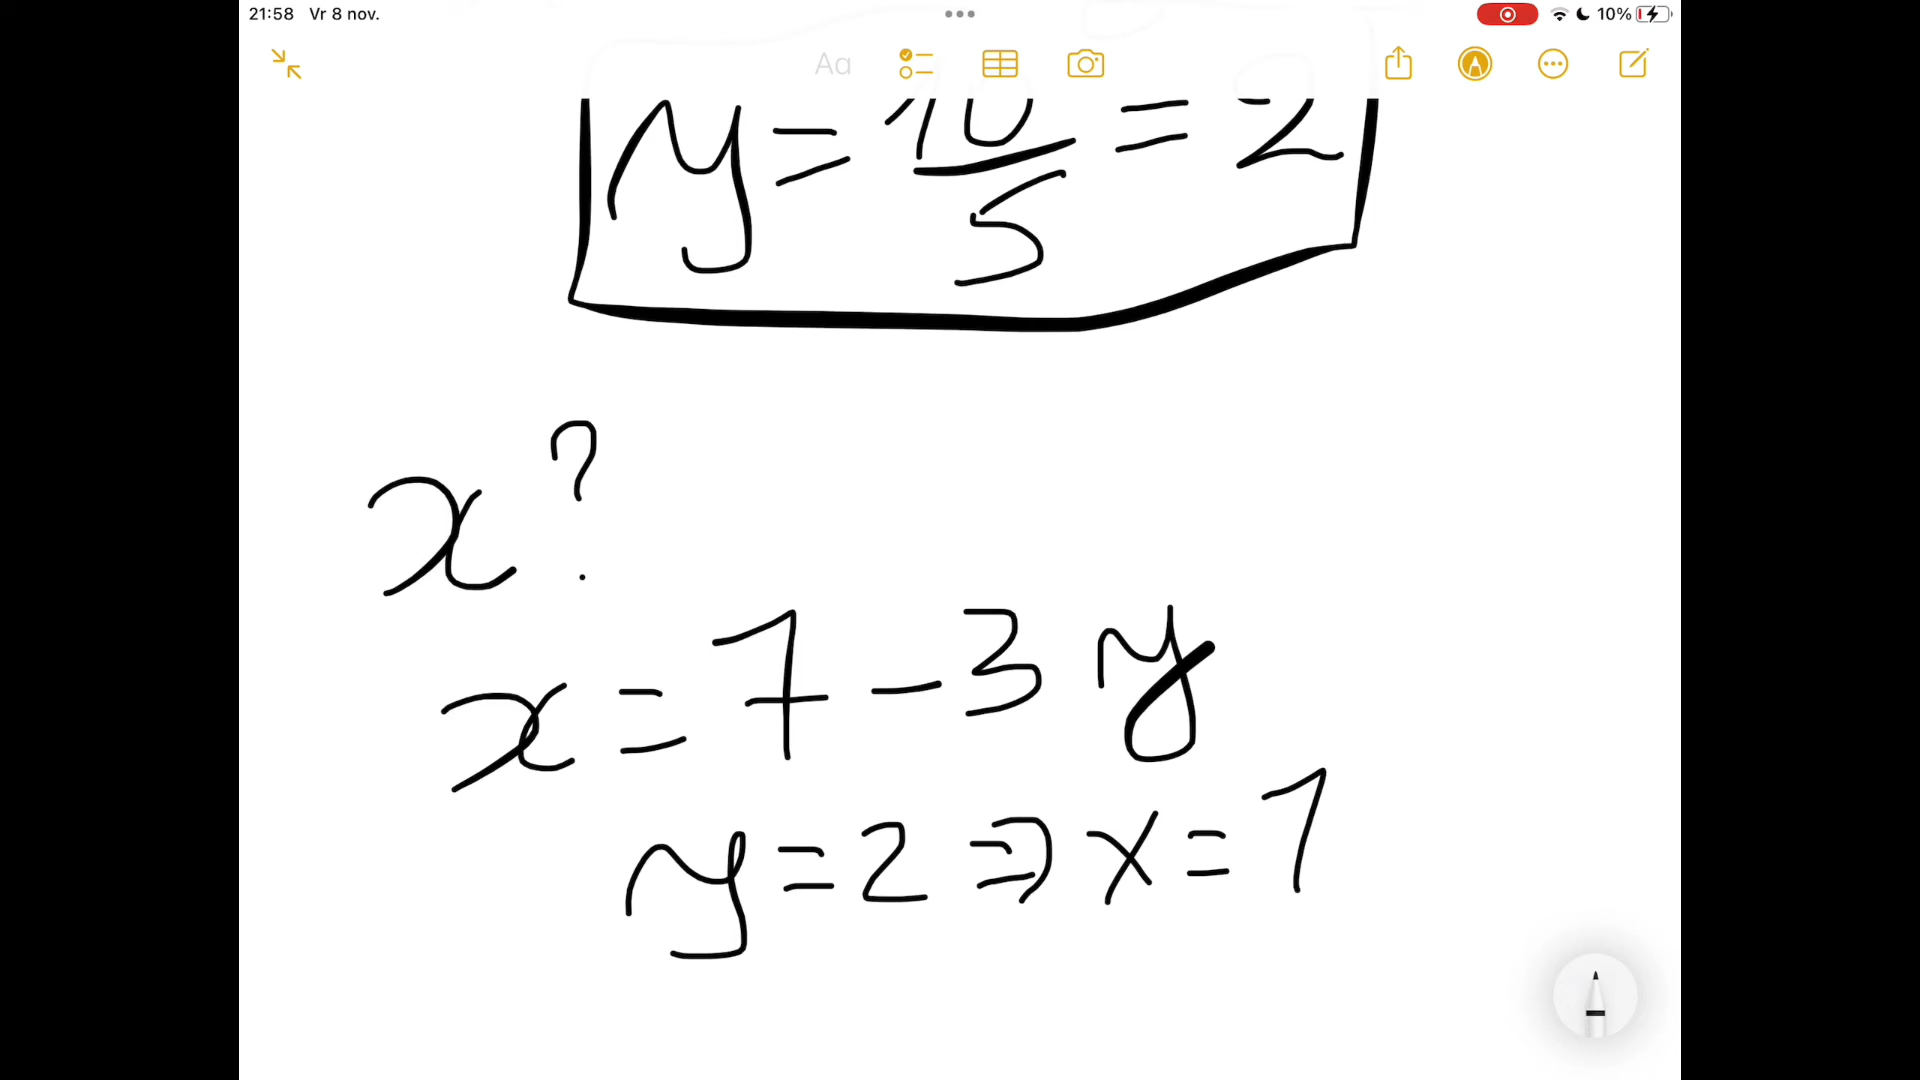 21:58 Vr 8 nov. 10%
Aa
y = 10/5 = 2
x?
x = 7 - 3y
y = 2 => x = 1